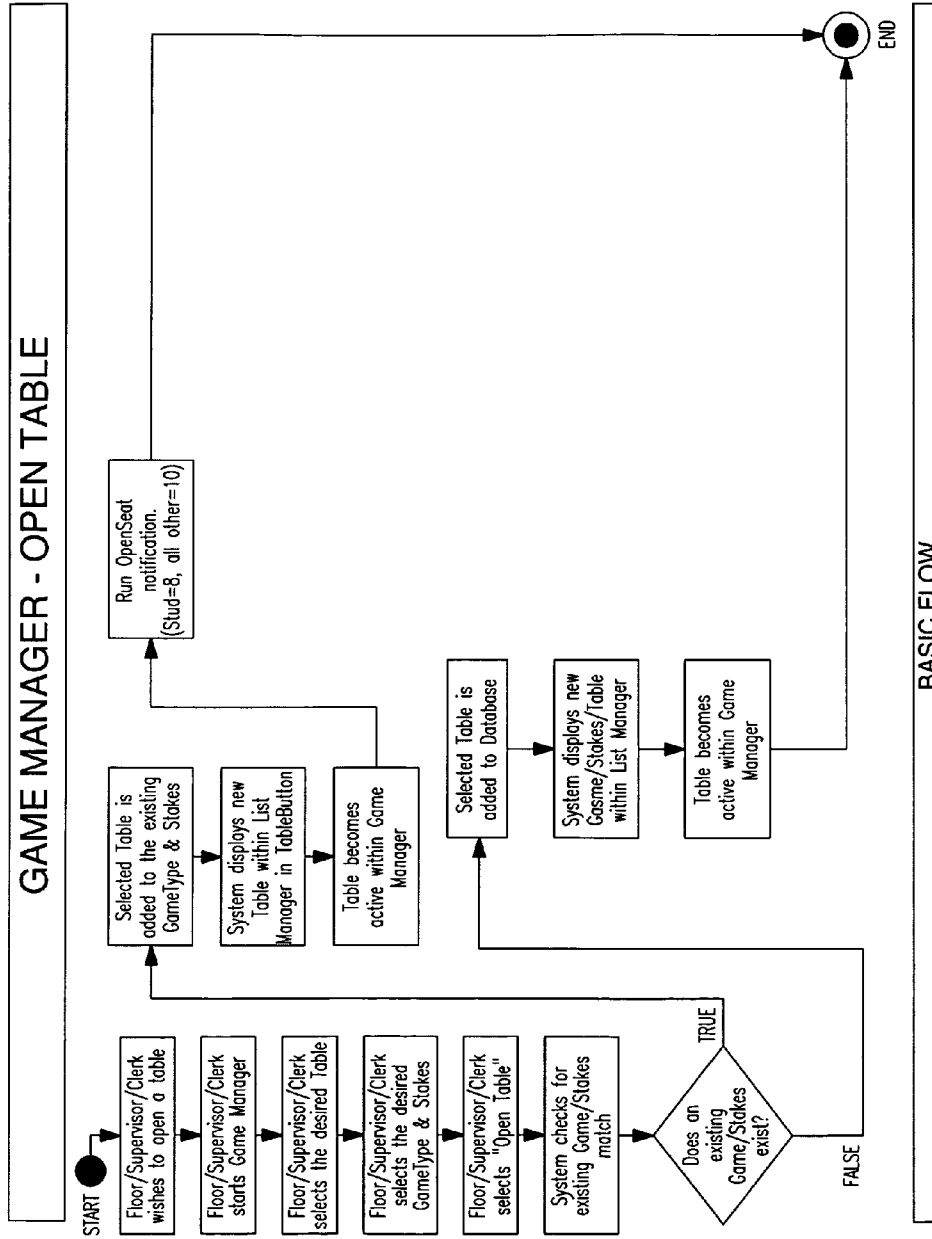 GAME MANAGER - OPEN TABLE
START
Floor/Supervisor/Clerk
wishes to open a table
Floor/Supervisor/Clerk
starts Game Manager
Floor/Supervisor/Clerk
selects the desired Table
Floor/Supervisor/Clerk
selects the desired
GameType & Stakes
Floor/Supervisor/Clerk
selects "Open Table"
System checks for
existing Game/Stakes
match
Does an
existing
Game/Stakes
exist?
TRUE
FALSE
Selected Table is
added to the existing
GameType & Stakes
System displays new
Table within List
Manager in TableButton
Table becomes
active within Game
Manager
Run OpenSeat
notification.
(Stud=8, all other=10)
Selected Table is
added to Database
System displays new
Gasme/Stakes/Table
within List Manager
Table becomes
active within Game
Manager
END
BASIC FLOW